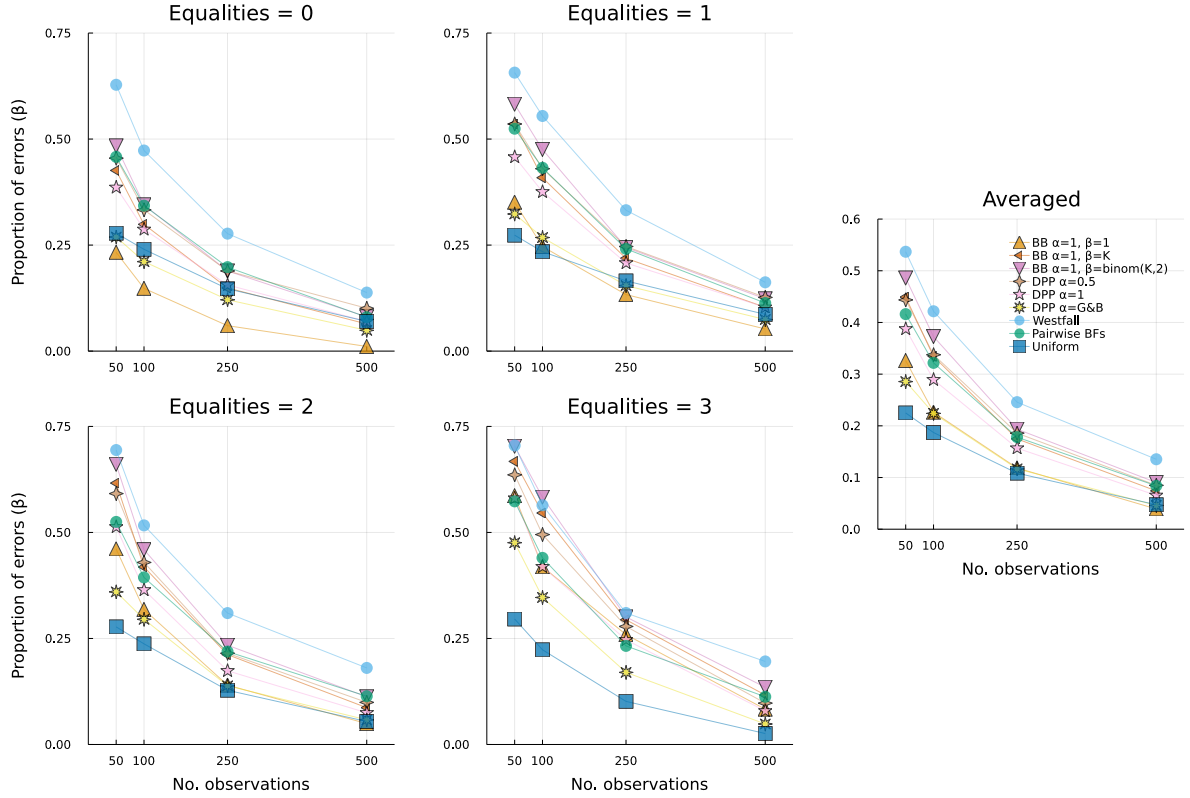 Equalities = 0
Proportion of errors (β)
0.75
0.50
0.25
0.00
50
100
250
500
Equalities = 1
0.75
0.50
0.25
0.00
50
100
250
500
Equalities = 2
Proportion of errors (β)
0.75
0.50
0.25
0.00
50
100
250
500
No. observations
Equalities = 3
0.75
0.50
0.25
0.00
50
100
250
500
No. observations
Averaged
0.6
0.5
0.4
0.3
0.2
0.1
0.0
BB α=1, β=1
BB α=1, β=K
BB α=1, β=binom(K,2)
DPP α=0.5
DPP α=1
DPP α=G&B
Westfall
Pairwise BFs
Uniform
50
100
250
500
No. observations